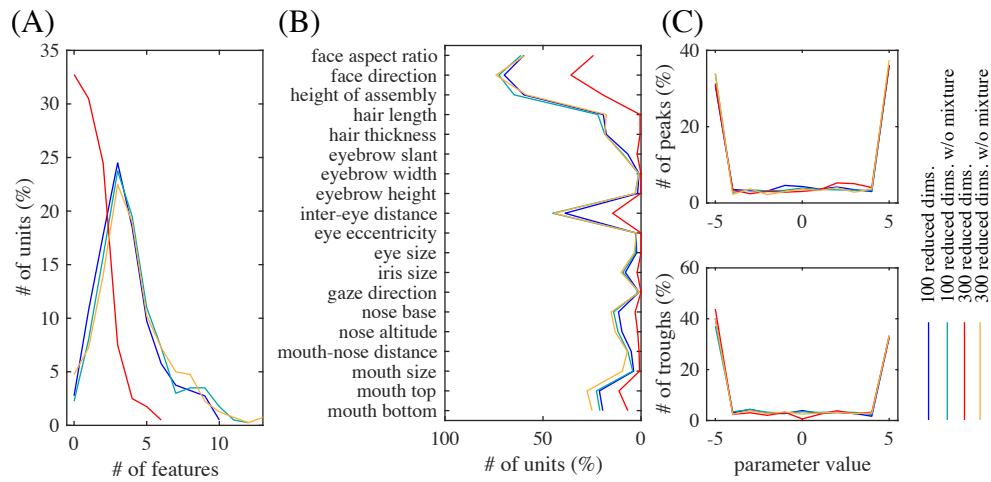 (A)
35
30
25
20
15
10
5
0
# of units (%)
0
5
10
# of features
(B)
face aspect ratio
face direction
height of assembly
hair length
hair thickness
eyebrow slant
eyebrow width
eyebrow height
inter-eye distance
eye eccentricity
eye size
iris size
gaze direction
nose base
nose altitude
mouth-nose distance
mouth size
mouth top
mouth bottom
100
50
0
# of units (%)
(C)
40
20
0
# of peaks (%)
-5
0
5
60
40
20
0
# of troughs (%)
-5
0
5
parameter value
100 reduced dims.
100 reduced dims. w/o mixture
300 reduced dims.
300 reduced dims. w/o mixture